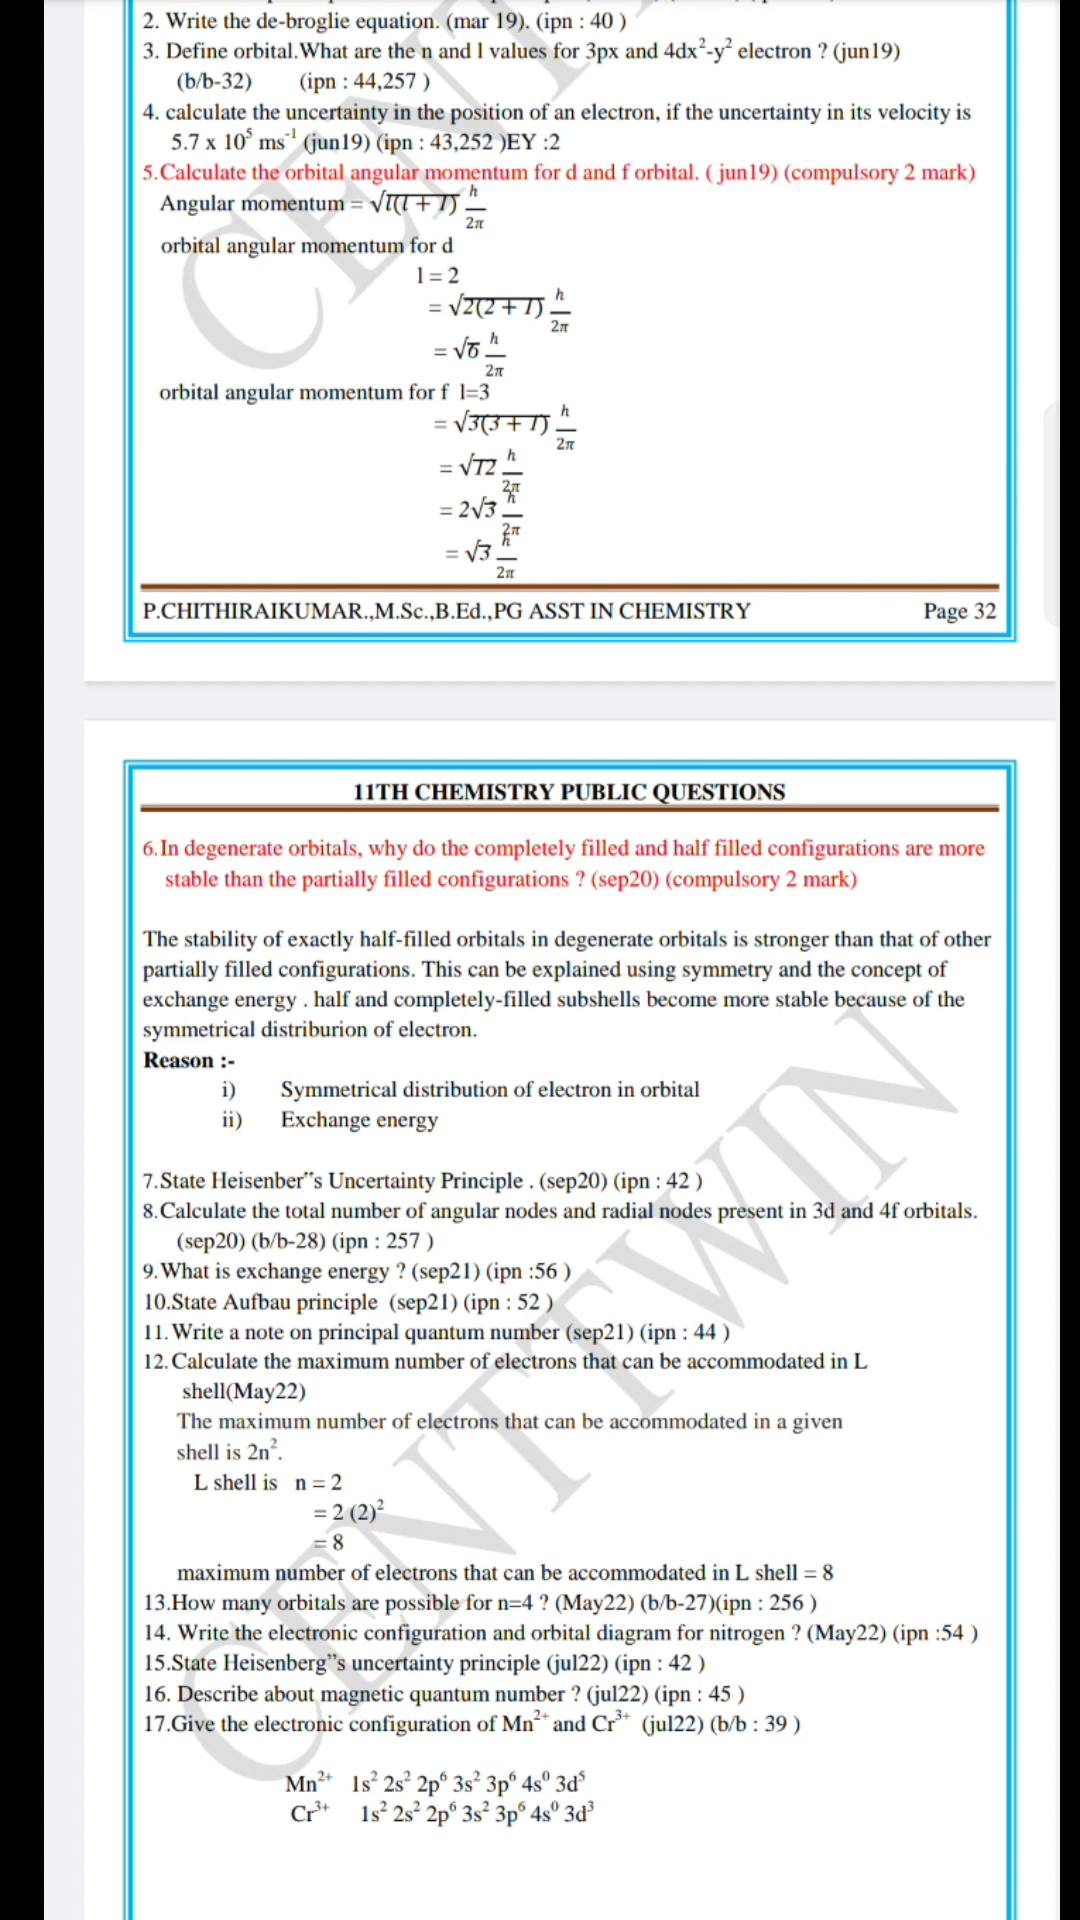 2. Write the de-broglie equation. (mar 19). (ipn : 40 )
3. Define orbital.What are the n and l values for 3px and 4dx²-y² electron ? (jun19)
(b/b-32) (ipn : 44,257 )
4. calculate the uncertainty in the position of an electron, if the uncertainty in its velocity is
5.7 x 10⁵ ms⁻¹ (jun19) (ipn : 43,252 )EY :2
5.Calculate the orbital angular momentum for d and f orbital. ( jun19) (compulsory 2 mark)
Angular momentum = √l(l + 1) h/2π
orbital angular momentum for d
l = 2
= √2(2 + 1) h/2π
= √6 h/2π
orbital angular momentum for f l=3
= √3(3 + 1) h/2π
= √12 h/2π
= 2√3 h/2π
= √3 h/2π
P.CHITHIRAIKUMAR.,M.Sc.,B.Ed.,PG ASST IN CHEMISTRY Page 32
11TH CHEMISTRY PUBLIC QUESTIONS
6.In degenerate orbitals, why do the completely filled and half filled configurations are more
stable than the partially filled configurations ? (sep20) (compulsory 2 mark)
The stability of exactly half-filled orbitals in degenerate orbitals is stronger than that of other
partially filled configurations. This can be explained using symmetry and the concept of
exchange energy . half and completely-filled subshells become more stable because of the
symmetrical distriburion of electron.
Reason :-
i) Symmetrical distribution of electron in orbital
ii) Exchange energy
7.State Heisenber‟‟s Uncertainty Principle . (sep20) (ipn : 42 )
8.Calculate the total number of angular nodes and radial nodes present in 3d and 4f orbitals.
(sep20) (b/b-28) (ipn : 257 )
9.What is exchange energy ? (sep21) (ipn :56 )
10.State Aufbau principle (sep21) (ipn : 52 )
11.Write a note on principal quantum number (sep21) (ipn : 44 )
12.Calculate the maximum number of electrons that can be accommodated in L
shell(May22)
The maximum number of electrons that can be accommodated in a given
shell is 2n².
L shell is n = 2
= 2 (2)²
= 8
maximum number of electrons that can be accommodated in L shell = 8
13.How many orbitals are possible for n=4 ? (May22) (b/b-27)(ipn : 256 )
14. Write the electronic configuration and orbital diagram for nitrogen ? (May22) (ipn :54 )
15.State Heisenberg‟‟s uncertainty principle (jul22) (ipn : 42 )
16. Describe about magnetic quantum number ? (jul22) (ipn : 45 )
17.Give the electronic configuration of Mn²⁺ and Cr³⁺ (jul22) (b/b : 39 )
Mn²⁺ 1s² 2s² 2p⁶ 3s² 3p⁶ 4s⁰ 3d⁵
Cr³⁺ 1s² 2s² 2p⁶ 3s² 3p⁶ 4s⁰ 3d³
CENTTWIN